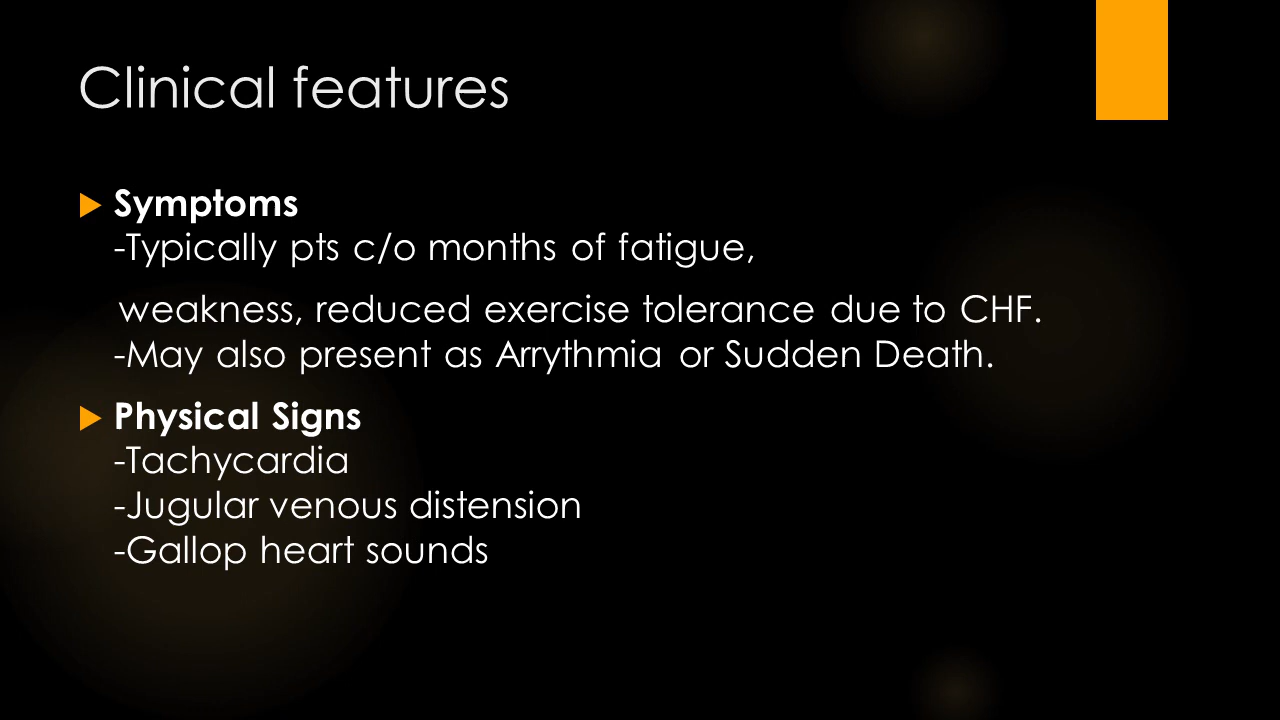 Clinical features
Symptoms
-Typically pts c/o months of fatigue,
weakness, reduced exercise tolerance due to CHF.
-May also present as Arrythmia or Sudden Death.
Physical Signs
-Tachycardia
-Jugular venous distension
-Gallop heart sounds